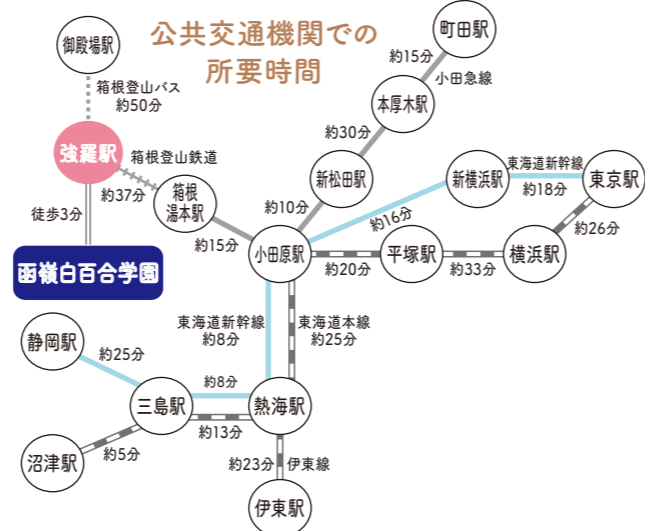 公共交通機関での
所要時間
御殿場駅
町田駅
約15分
小田急線
箱根登山バス
約50分
本厚木駅
約30分
強羅駅
箱根登山鉄道
約37分
箱根
湯本駅
新松田駅
新横浜駅
東海道新幹線
約18分
東京駅
徒歩3分
約10分
約16分
約26分
約15分
函嶺白百合学園
小田原駅
約20分
平塚駅
約33分
横浜駅
東海道新幹線
約8分
東海道本線
約25分
静岡駅
約25分
三島駅
約8分
熱海駅
約13分
沼津駅
約5分
約23分
伊東線
伊東駅